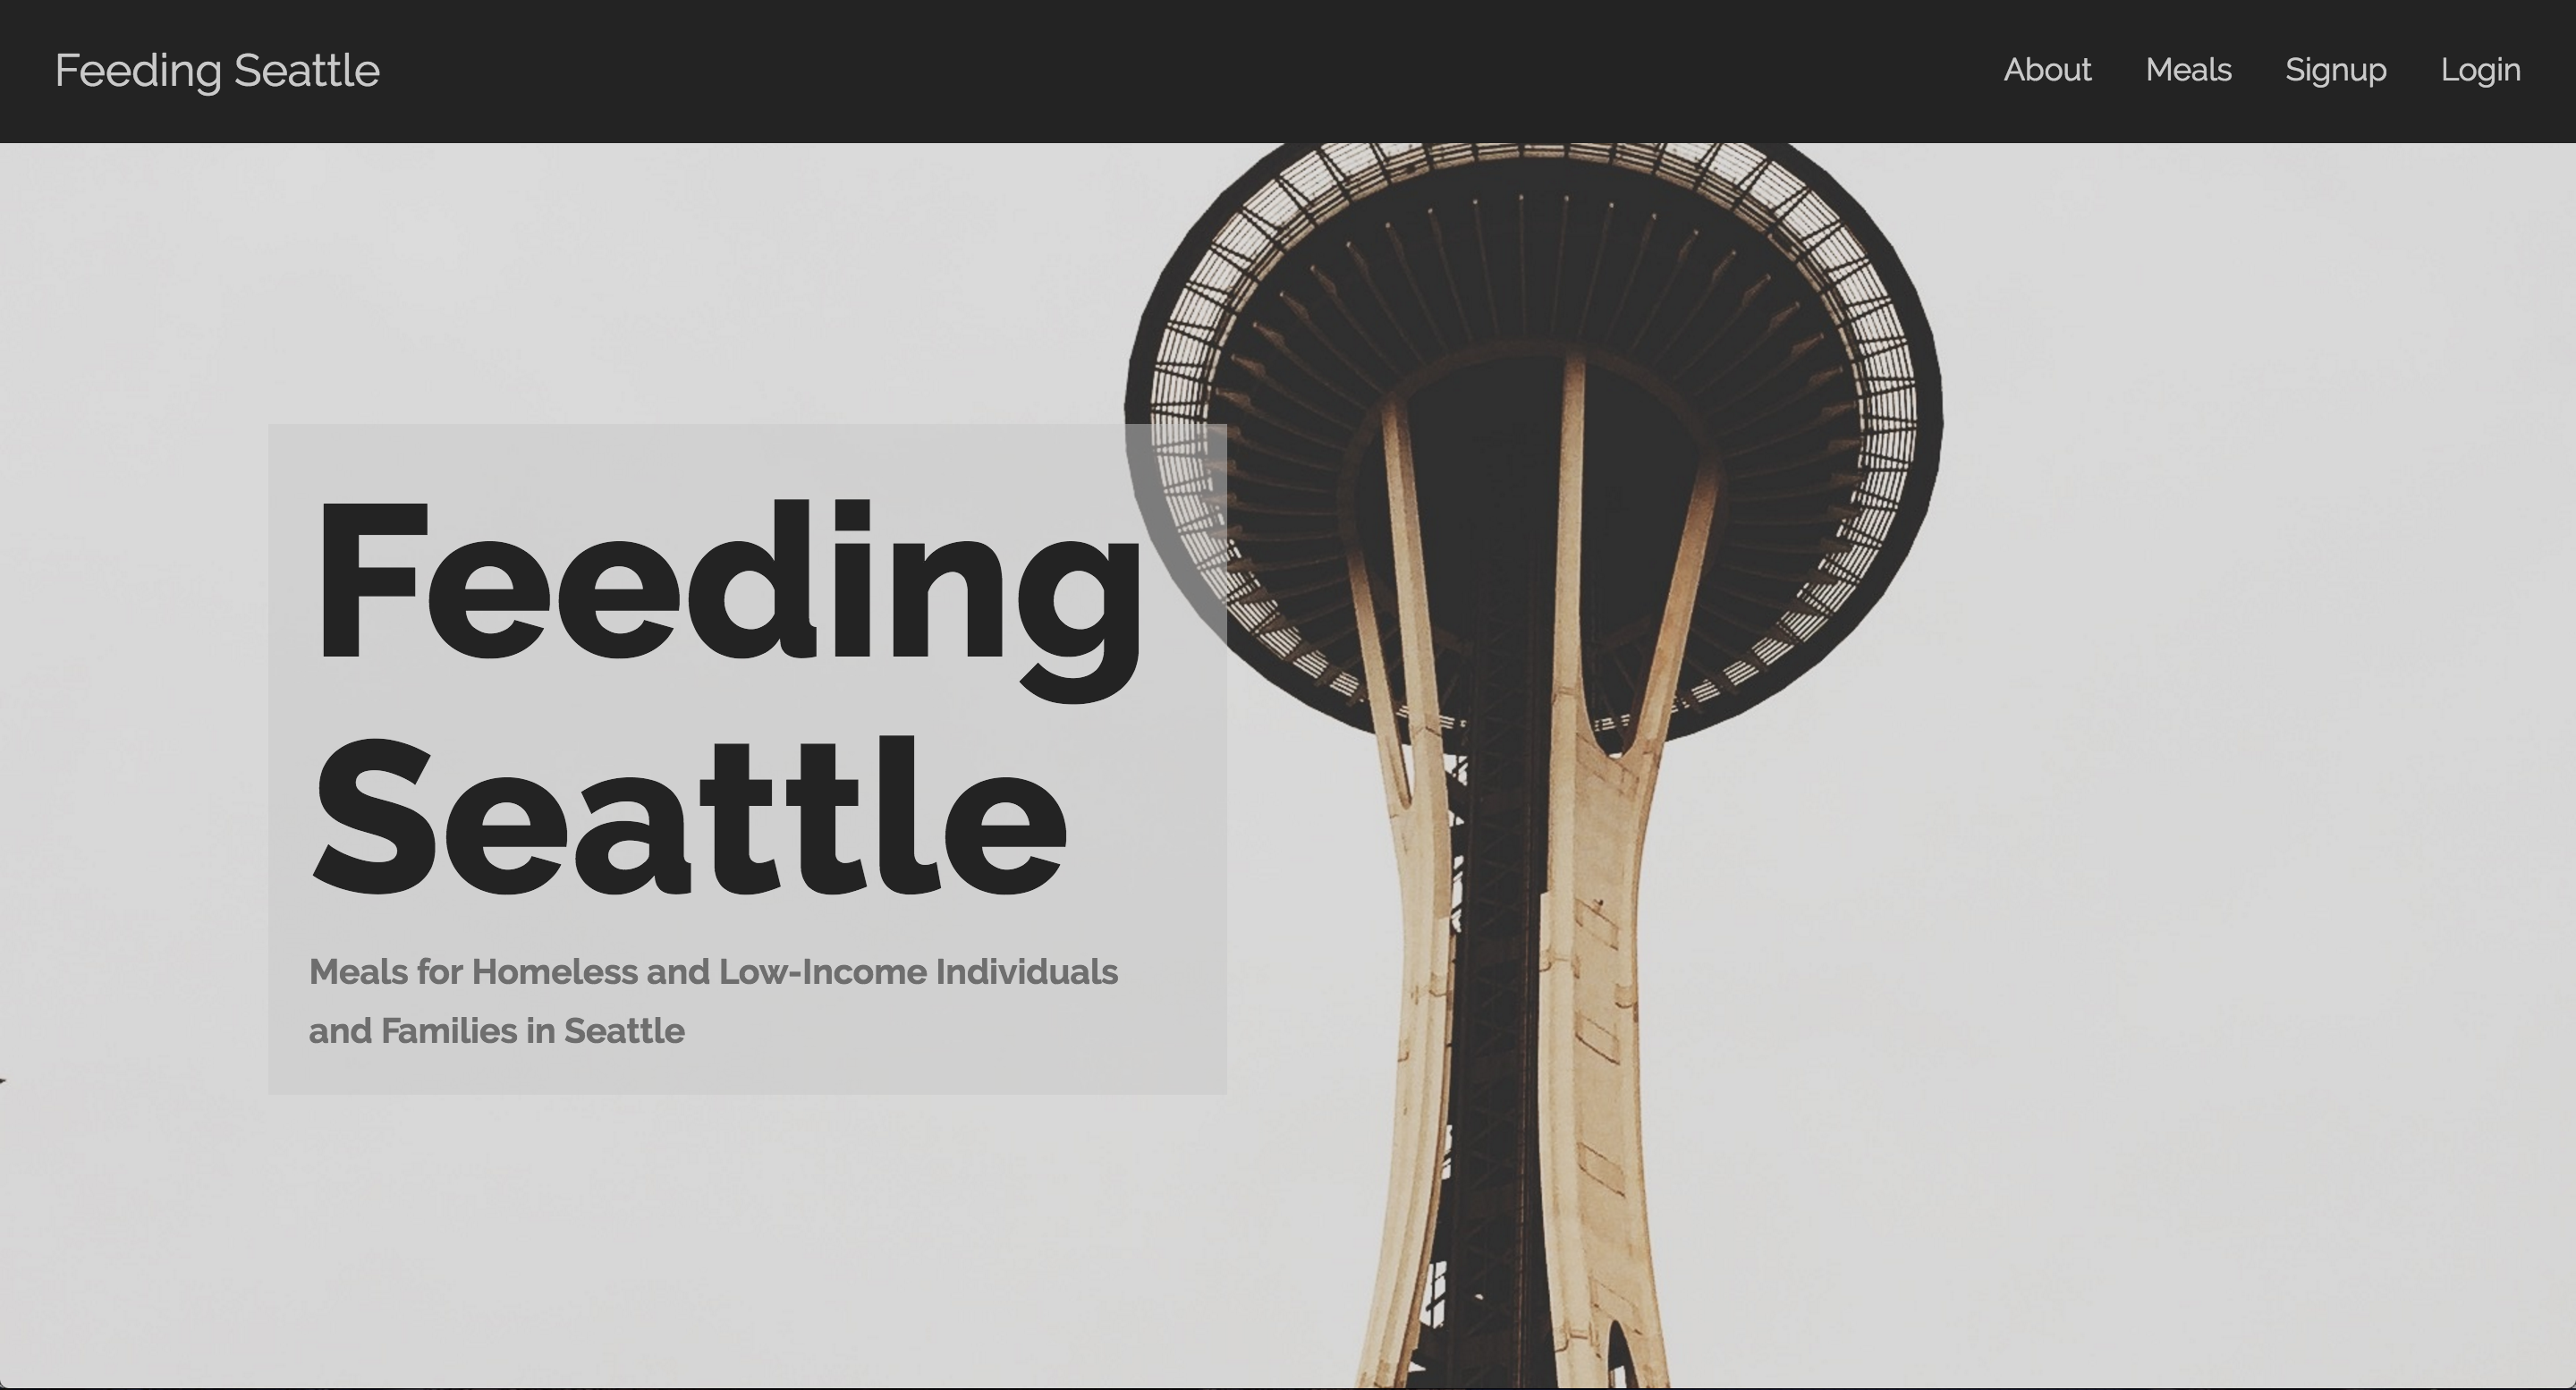 Feeding Seattle
About Meals Signup Login
Feeding
Seattle
Meals for Homeless and Low-Income Individuals
and Families in Seattle